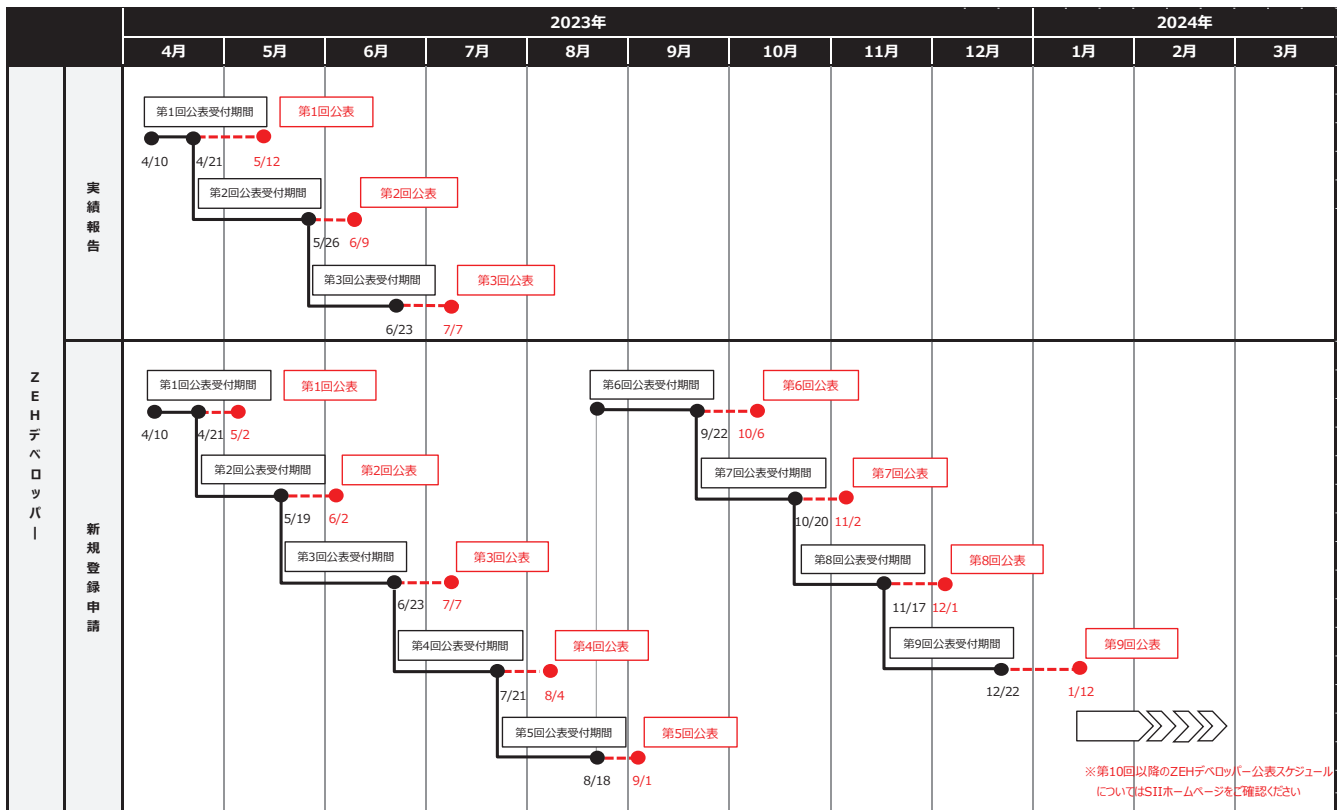 2023年
2024年
4月
5月
6月
7月
8月
9月
10月
11月
12月
1月
2月
3月
ZEHデベロッパー
実績報告
第1回公表受付期間
第1回公表
4/10
4/21
5/12
第2回公表受付期間
第2回公表
5/26
6/9
第3回公表受付期間
第3回公表
6/23
7/7
新規登録申請
第1回公表受付期間
第1回公表
4/10
4/21
5/2
第2回公表受付期間
第2回公表
5/19
6/2
第3回公表受付期間
第3回公表
6/23
7/7
第4回公表受付期間
第4回公表
7/21
8/4
第5回公表受付期間
第5回公表
8/18
9/1
第6回公表受付期間
第6回公表
9/22
10/6
第7回公表受付期間
第7回公表
10/20
11/2
第8回公表受付期間
第8回公表
11/17
12/1
第9回公表受付期間
第9回公表
12/22
1/12
※第10回以降のZEHデベロッパー公表スケジュール
についてはSIIホームページをご確認ください